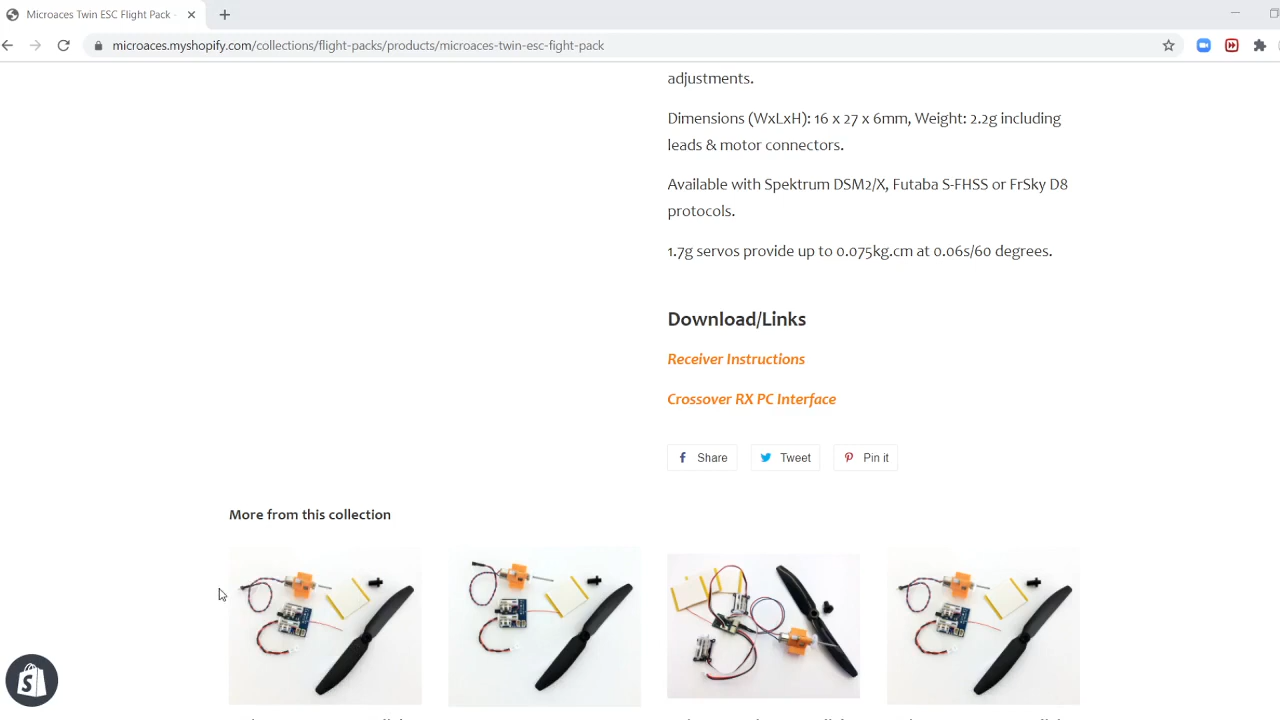 Microaces Twin ESC Flight Pack
microaces.myshopify.com/collections/flight-packs/products/microaces-twin-esc-fight-pack
adjustments.
Dimensions (WxLxH): 16 x 27 x 6mm, Weight: 2.2g including
leads & motor connectors.
Available with Spektrum DSM2/X, Futaba S-FHSS or FrSky D8
protocols.
1.7g servos provide up to 0.075kg.cm at 0.06s/60 degrees.
Download/Links
Receiver Instructions
Crossover RX PC Interface
Share Tweet Pin it
More from this collection